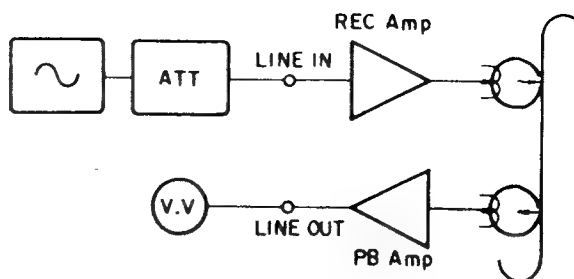 REC Amp
ATT
LINE IN
V.V
LINE OUT
PB Amp